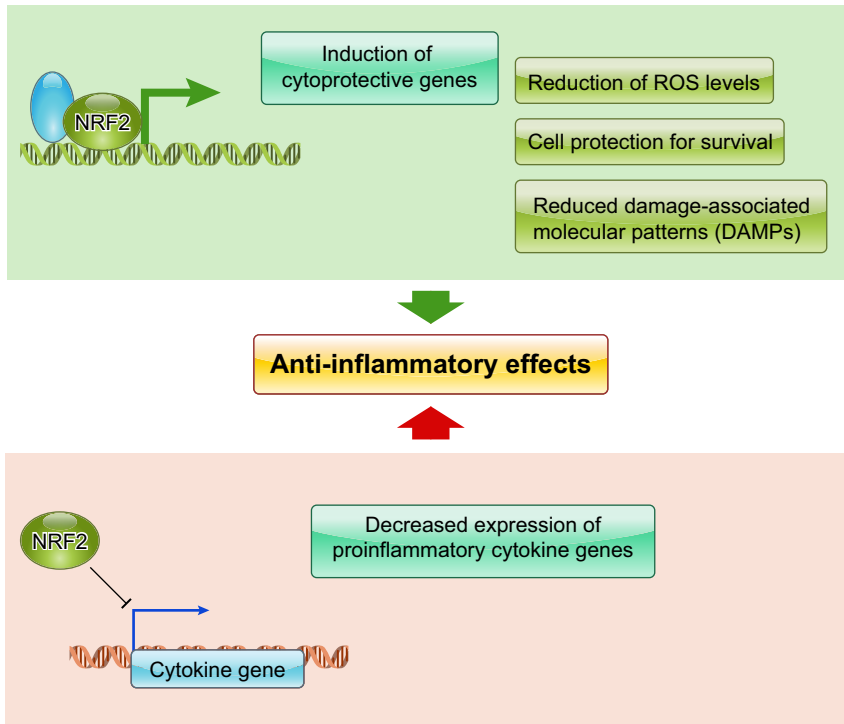 NRF2
Induction of
cytoprotective genes
Reduction of ROS levels
Cell protection for survival
Reduced damage-associated
molecular patterns (DAMPs)
Anti-inflammatory effects
NRF2
Decreased expression of
proinflammatory cytokine genes
Cytokine gene